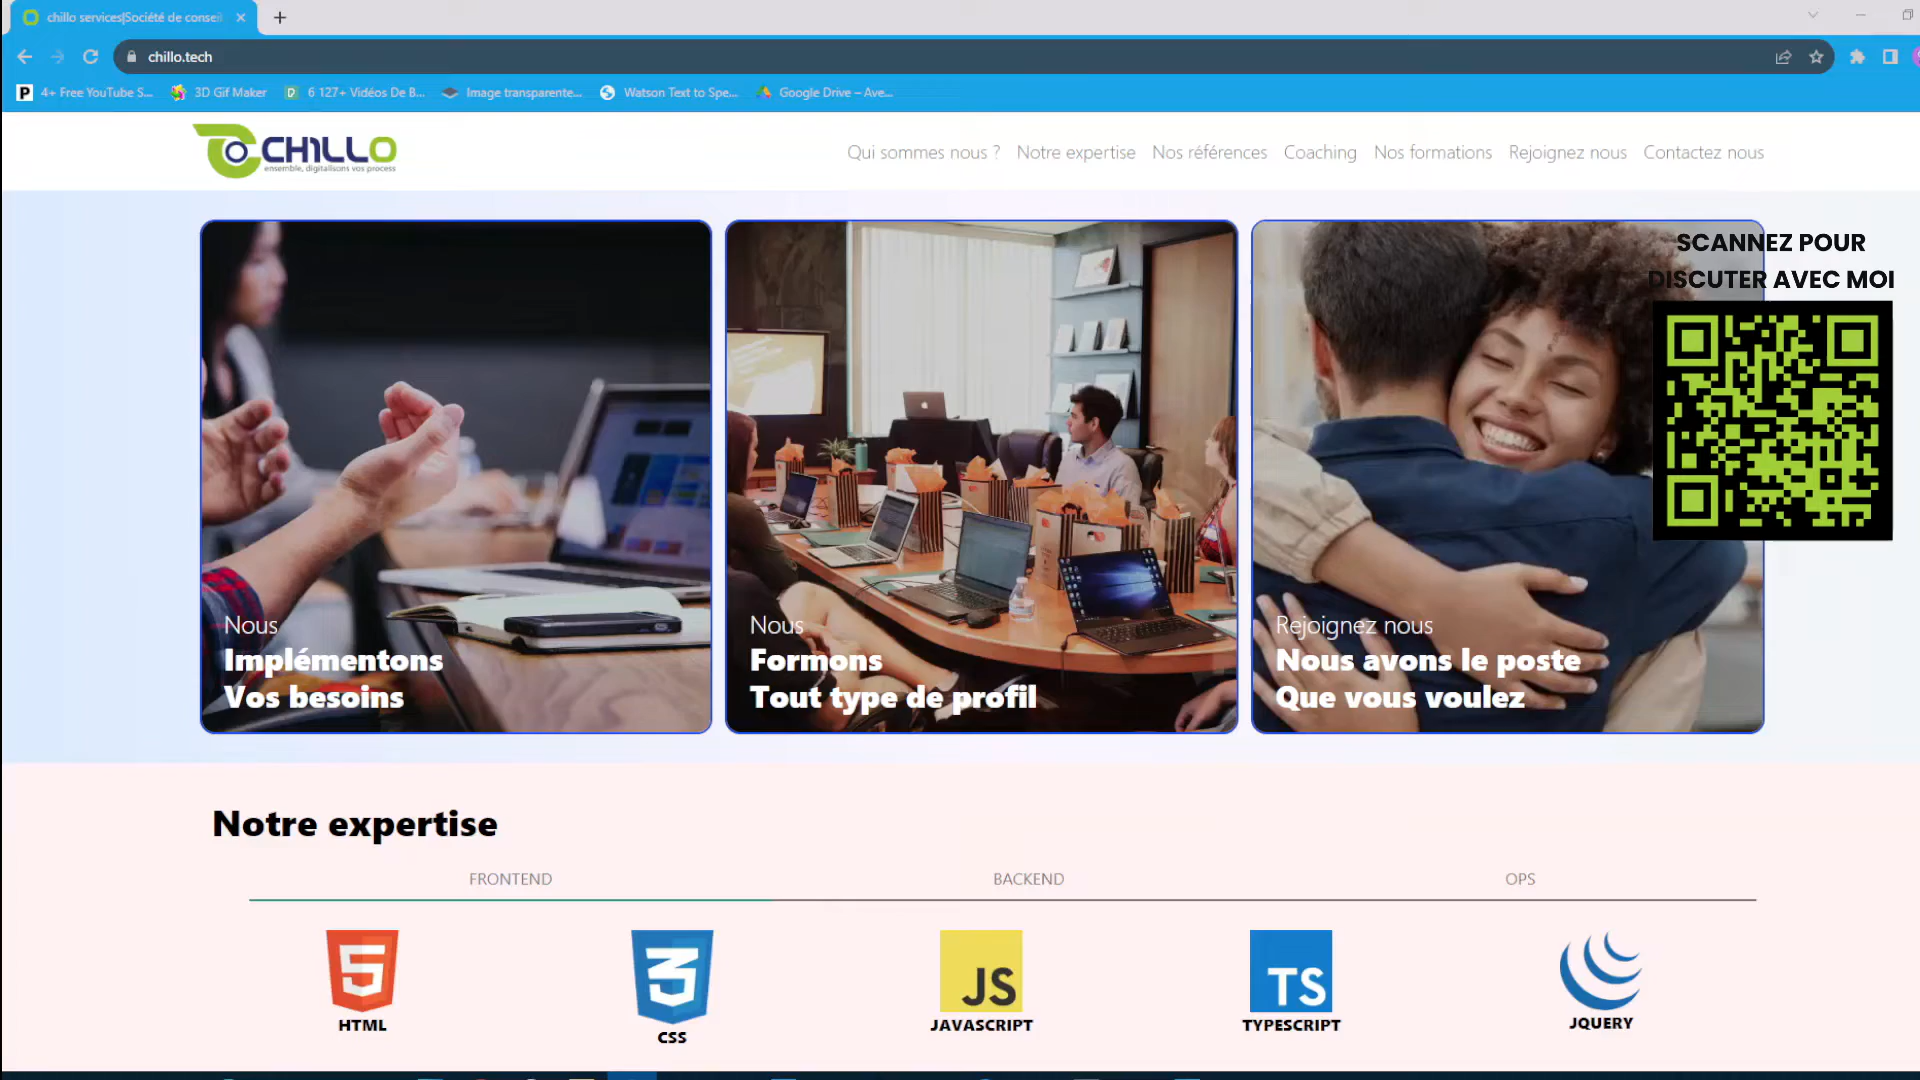 chillo services|Société de consei
chillo.tech
4+ Free YouTube S...
3D Gif Maker
6 127+ Vidéos De B...
Image transparente...
Watson Text to Spe...
Google Drive – Ave...
CHILLO
ensemble, digitalisons vos process
Qui sommes nous ?
Notre expertise
Nos références
Coaching
Nos formations
Rejoignez nous
Contactez nous
SCANNEZ POUR
DISCUTER AVEC MOI
Nous
Implémentons
Vos besoins
Nous
Formons
Tout type de profil
Rejoignez nous
Nous avons le poste
Que vous voulez
Notre expertise
FRONTEND
BACKEND
OPS
HTML
CSS
JS
JAVASCRIPT
TS
TYPESCRIPT
JQUERY